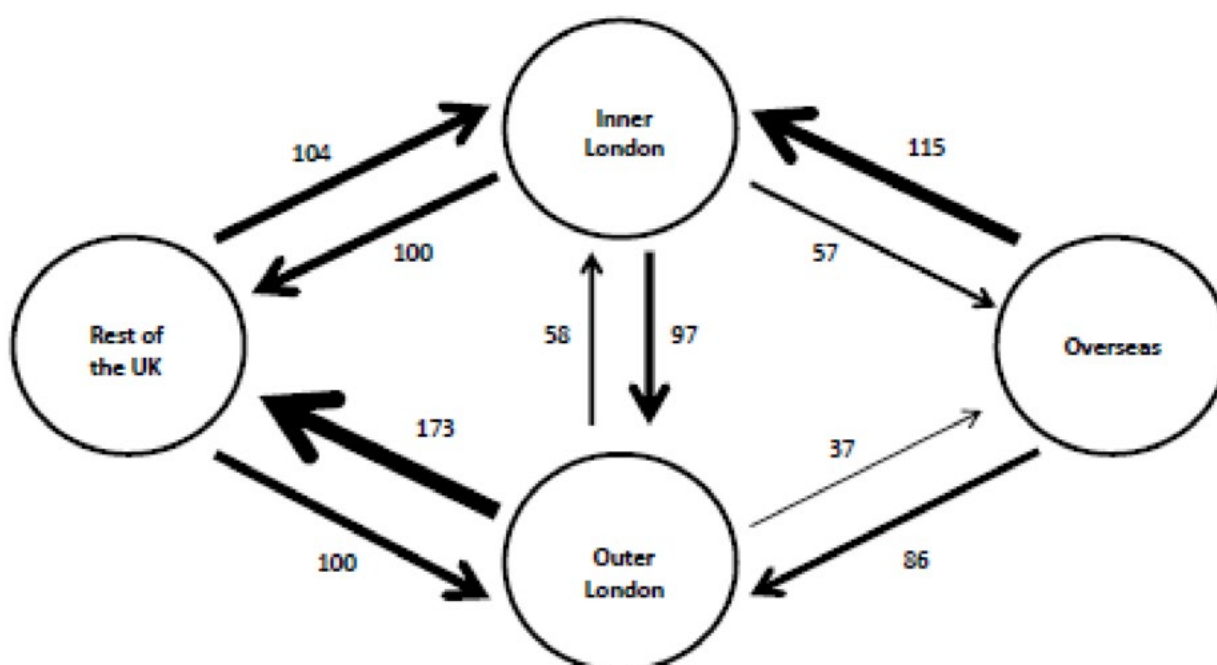 Inner
London
104
115
100
57
Rest of
the UK
58
97
Overseas
173
37
100
Outer
London
86